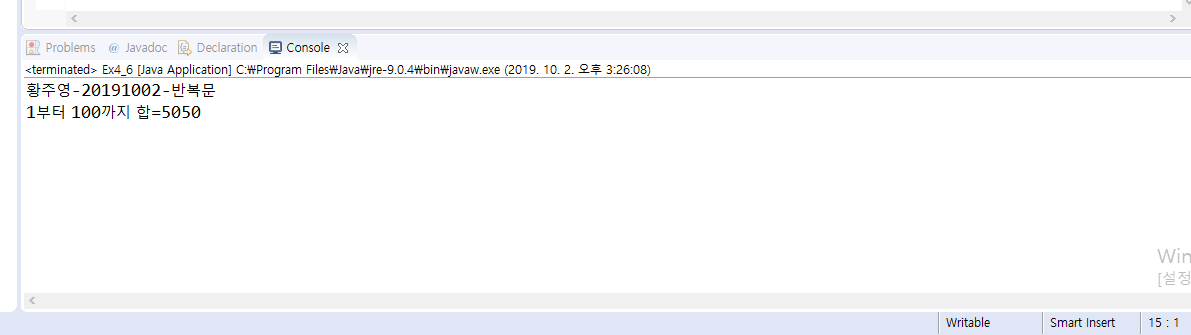 Problems @ Javadoc Declaration Console
<terminated> Ex4_6 [Java Application] C:₩Program Files₩Java₩jre-9.0.4₩bin₩javaw.exe (2019. 10. 2. 오후 3:26:08)
황주영-20191002-반복문
1부터 100까지 합=5050
Win
[설정
Writable Smart Insert 15 : 1